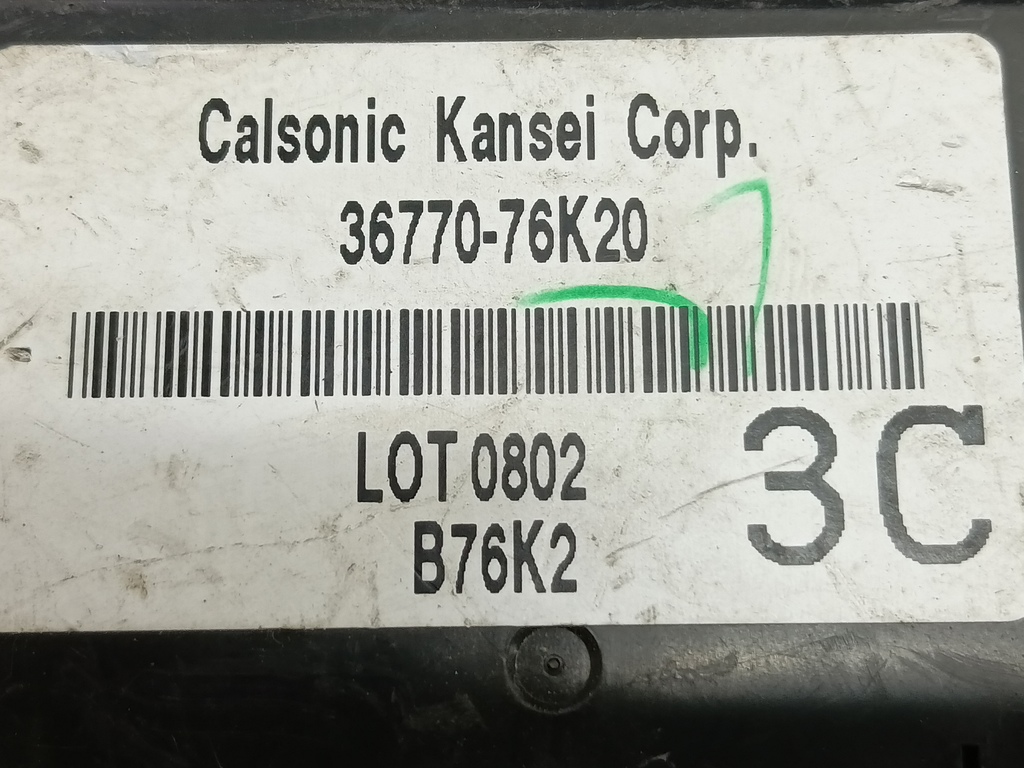 Calsonic Kansei Corp.
36770-76K20
LOT 0802
B76K2
3C